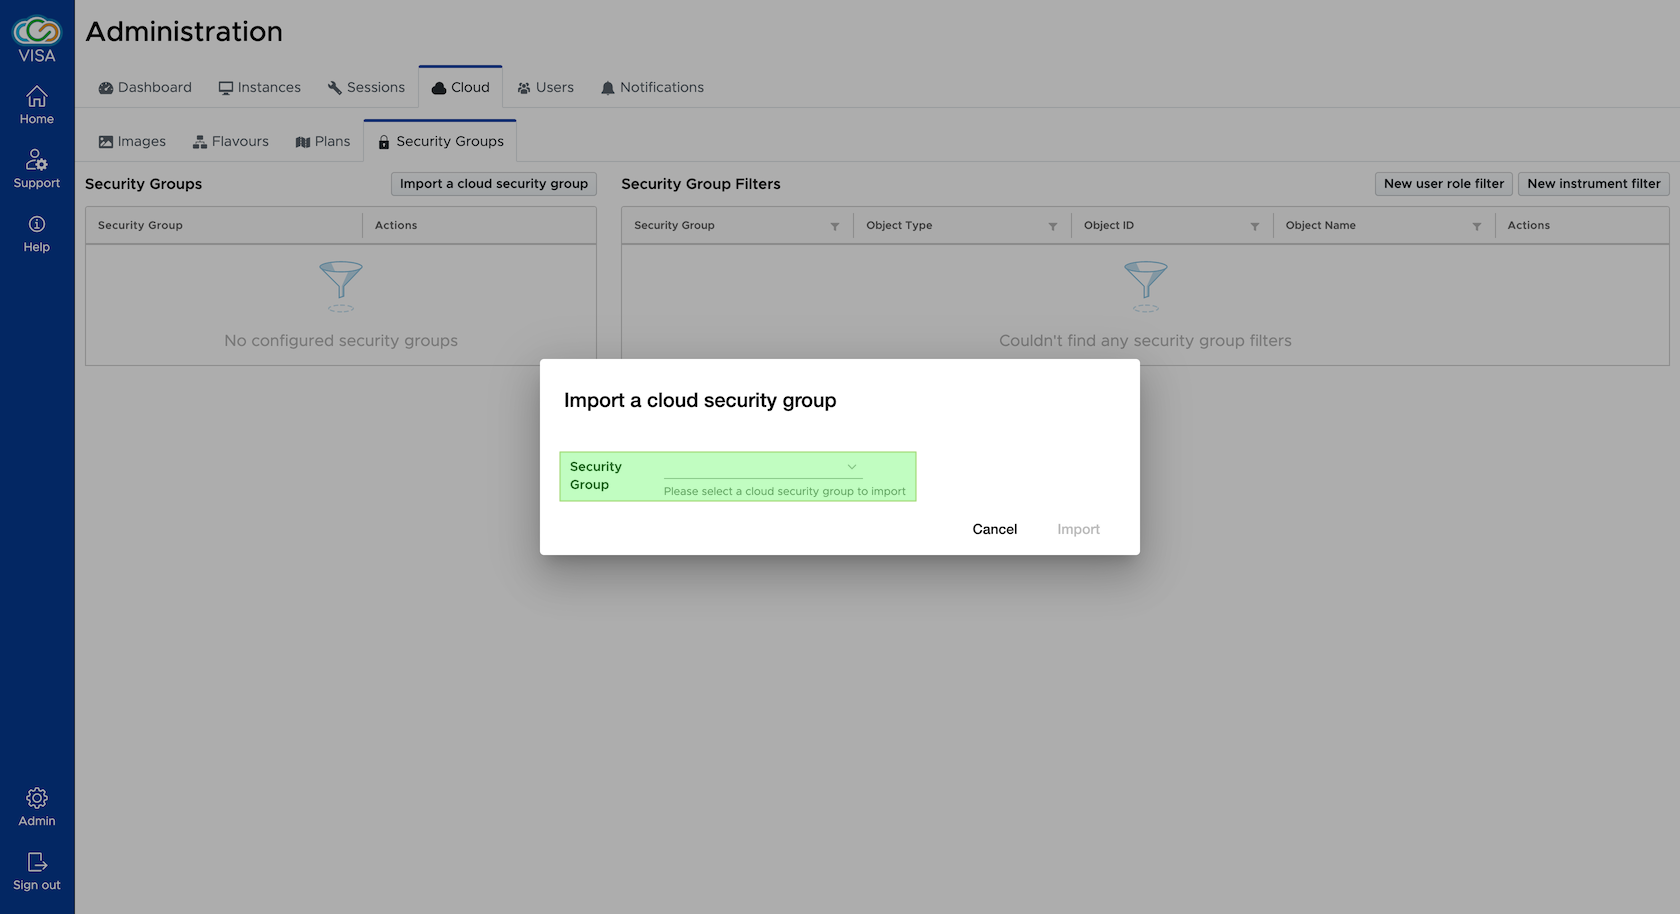 VISA
Home
Support
Help
Admin
Sign out
Administration
Dashboard
Instances
Sessions
Cloud
Users
Notifications
Images
Flavours
Plans
Security Groups
Security Groups
Import a cloud security group
Security Group
Actions
No configured security groups
Security Group Filters
New user role filter
New instrument filter
Security Group
Object Type
Object ID
Object Name
Actions
Couldn't find any security group filters
Import a cloud security group
Security
Group
Please select a cloud security group to import
Cancel
Import